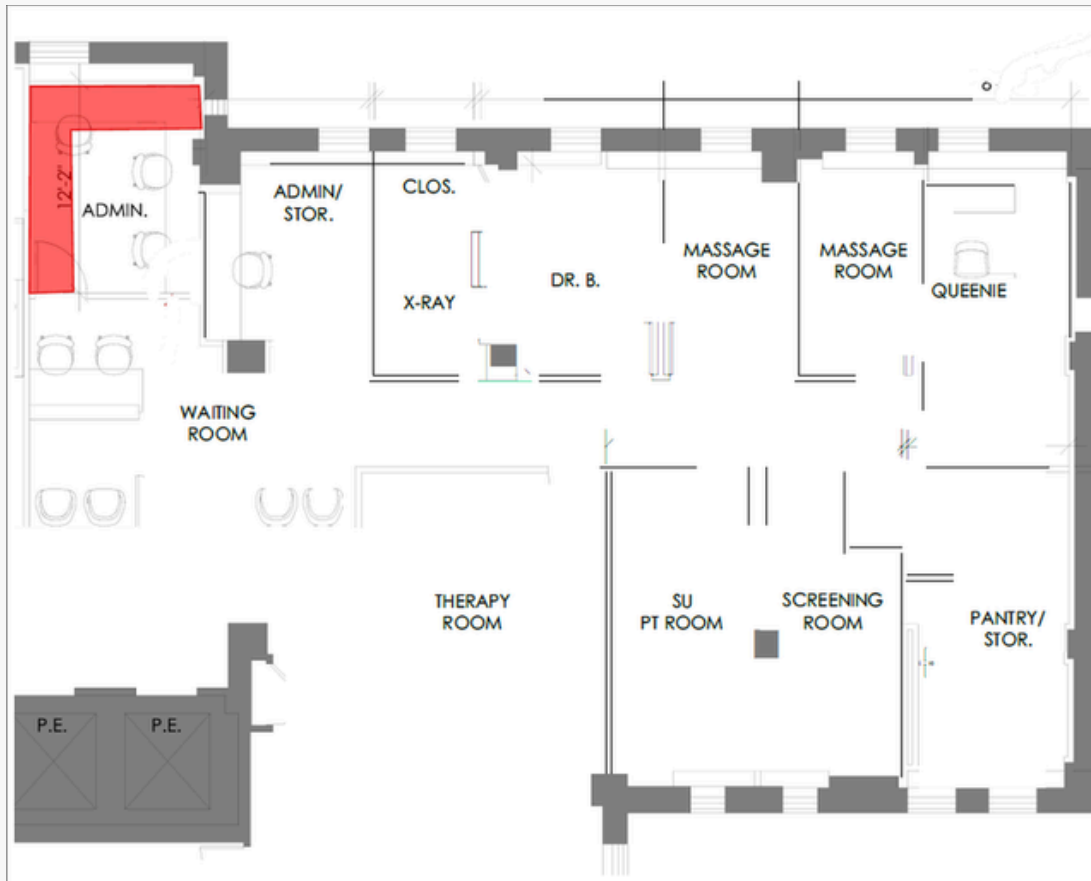 12'-2"
ADMIN.
ADMIN/
STOR.
CLOS.
X-RAY
DR. B.
MASSAGE
ROOM
MASSAGE
ROOM
QUEENIE
WAITING
ROOM
THERAPY
ROOM
SU
PT ROOM
SCREENING
ROOM
PANTRY/
STOR.
P.E.
P.E.